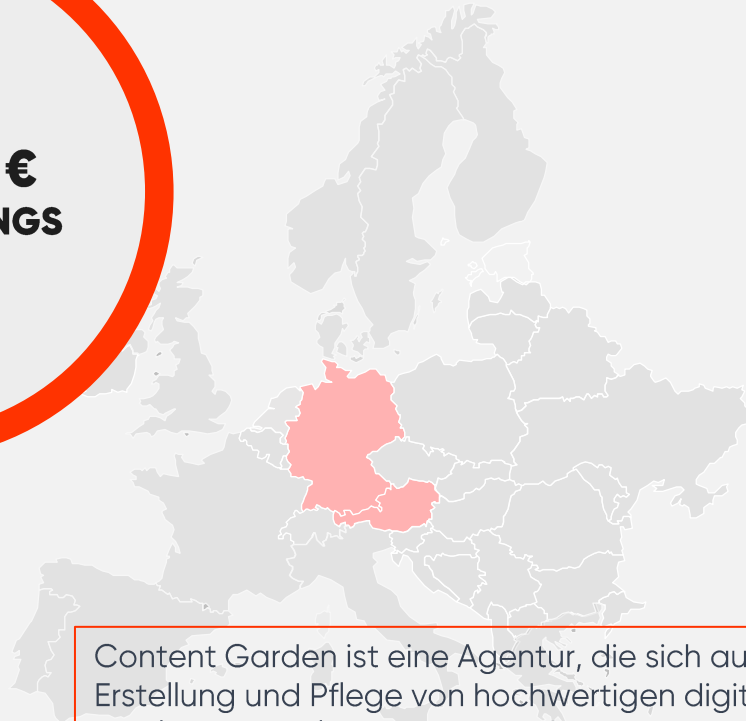 €
NGS
Content Garden ist eine Agentur, die sich au
Erstellung und Pflege von hochwertigen digit